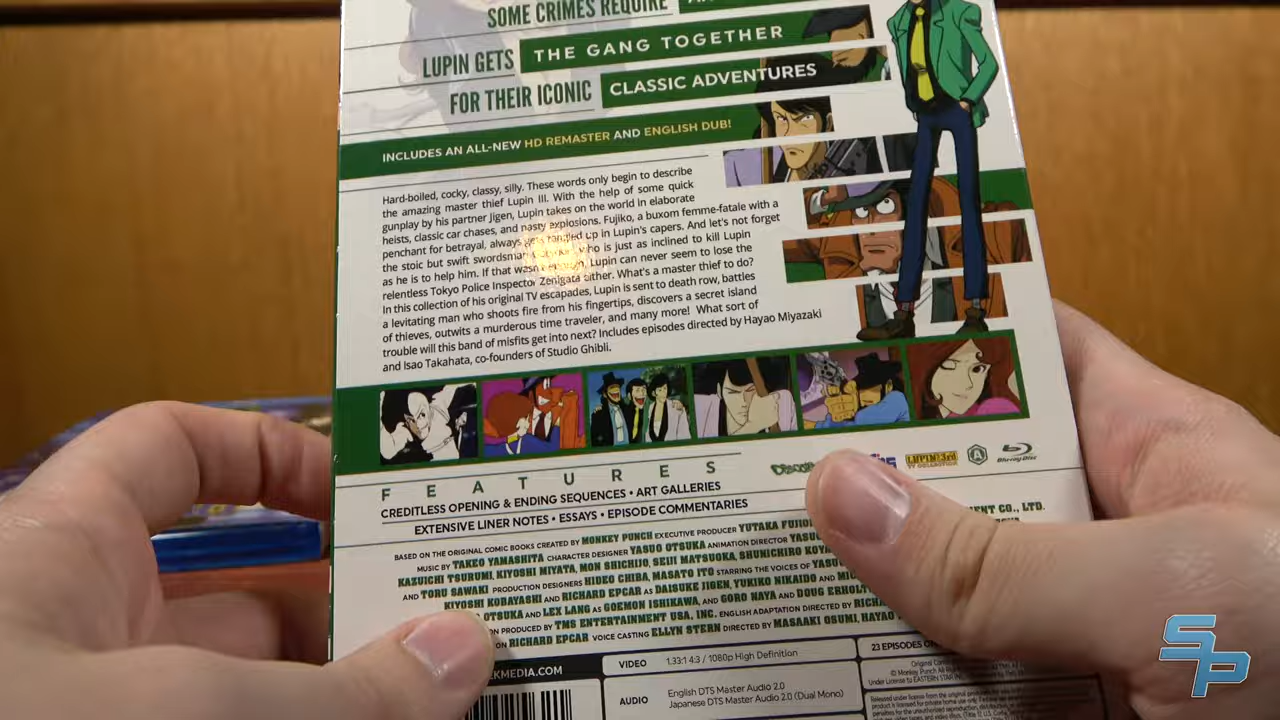 SOME CRIMES REQUIRE
LUPIN GETS THE GANG TOGETHER
FOR THEIR ICONIC CLASSIC ADVENTURES
INCLUDES AN ALL-NEW HD REMASTER AND ENGLISH DUB!
Hard-boiled, cocky, classy, silly. These words only begin to describe
the amazing master thief Lupin III. With the help of some quick
gunplay by his partner Jigen, Lupin takes on the world in elaborate
heists, classic car chases, and nasty explosions. Fujiko, a buxom femme-fatale with a
penchant for betrayal, always gets tangled up in Lupin's capers. And let's not forget
the stoic but swift swordsman who is just as inclined to kill Lupin
as he is to help him. If that wasn't enough, Lupin can never seem to lose the
relentless Tokyo Police Inspector Zenigata either. What's a master thief to do?
In this collection of his original TV escapades, Lupin is sent to death row, battles
a levitating man who shoots fire from his fingertips, discovers a secret island
of thieves, outwits a murderous time traveler, and many more! What sort of
trouble will this band of misfits get into next? Includes episodes directed by Hayao Miyazaki
and Isao Takahata, co-founders of Studio Ghibli.
FEATURES
LUPIN THE 3RD
TV COLLECTION
A
Blu-ray Disc
CREDITLESS OPENING & ENDING SEQUENCES • ART GALLERIES
EXTENSIVE LINER NOTES • ESSAYS • EPISODE COMMENTARIES
BASED ON THE ORIGINAL COMIC BOOKS CREATED BY MONKEY PUNCH EXECUTIVE PRODUCER YUTAKA CO., LTD.
MUSIC BY TAKEO YAMASHITA CHARACTER DESIGNER YASUO OTSUKA ANIMATION DIRECTOR
KAZUICHI TSURUMI, KIYOSHI MIYATA, MON SHICHIJO, SEIJI MATSUOKA, SHUNICHIRO
AND TORU SAWAKI PRODUCTION DESIGNERS HIDEO CHIBA, MASATO ITO STARRING THE VOICES OF
KIYOSHI KOBAYASHI AND RICHARD EPCAR AS DAISUKE JIGEN, YUKIKO NIKAIDO AND
OTSUKA AND LEX LANG AS GOEMON ISHIKAWA, AND GORO NAYA AND DOUG
PRODUCED BY TMS ENTERTAINMENT USA, INC. ENGLISH ADAPTATION DIRECTED BY
RICHARD EPCAR VOICE CASTING ELLYN STERN DIRECTED BY MASAAKI OSUMI, HAYAO
VIDEO 1.33:1 4:3 / 1080p High Definition
23 EPISODES
AUDIO English DTS Master Audio 2.0
Japanese DTS Master Audio 2.0 (Dual Mono)
SP